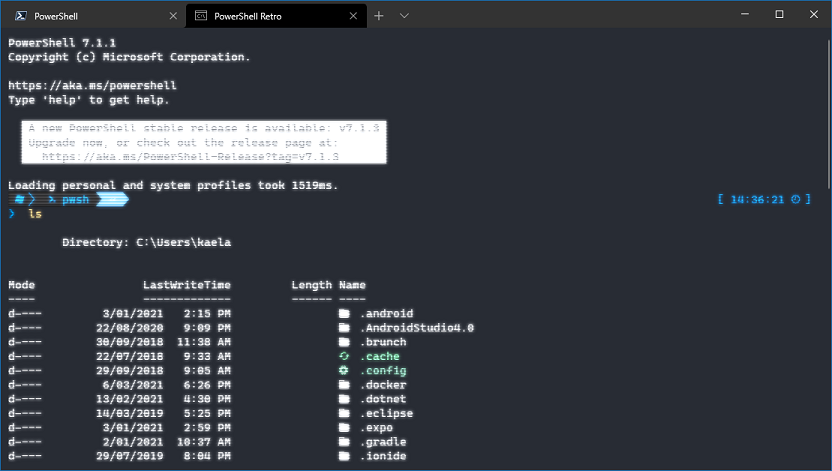 PowerShell
PowerShell Retro
PowerShell 7.1.1
Copyright (c) Microsoft Corporation.
https://aka.ms/powershell
Type 'help' to get help.
A new PowerShell stable release is available: v7.1.3
Upgrade now, or check out the release page at:
https://aka.ms/PowerShell-Release?tag=v7.1.3
Loading personal and system profiles took 1519ms.
pwsh ~ [ 14:36:21 ]
❯ ls
Directory: C:\Users\kaela
Mode LastWriteTime Length Name
---- ------------- ------ ----
d---- 3/01/2021 2:15 PM .android
d---- 22/08/2020 9:09 PM .AndroidStudio4.0
d---- 30/09/2018 11:38 AM .brunch
d---- 22/07/2018 9:33 AM .cache
d---- 29/09/2018 9:05 AM .config
d---- 6/03/2021 6:26 PM .docker
d---- 13/02/2021 4:30 PM .dotnet
d---- 14/03/2019 5:25 PM .eclipse
d---- 3/01/2021 2:59 PM .expo
d---- 2/01/2021 10:37 AM .gradle
d---- 29/07/2019 8:04 PM .ionide